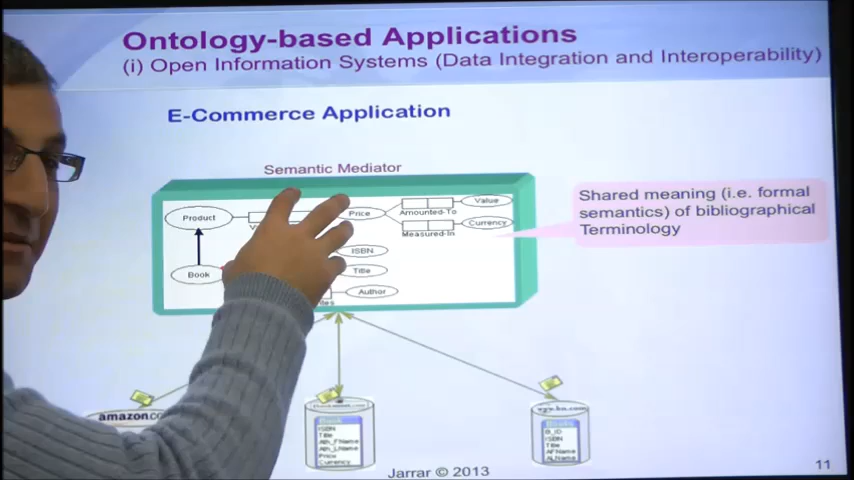 Ontology-based Applications
(i) Open Information Systems (Data Integration and Interoperability)
E-Commerce Application
Semantic Mediator
Product
Price
Amounted-To
Value
Measured-In
Currency
Book
ISBN
Title
Author
Shared meaning (i.e. formal
semantics) of bibliographical
Terminology
amazon.co
ISBN
Title
Price
Currency
B_ID
ISBN
Title
Jarrar © 2013
11